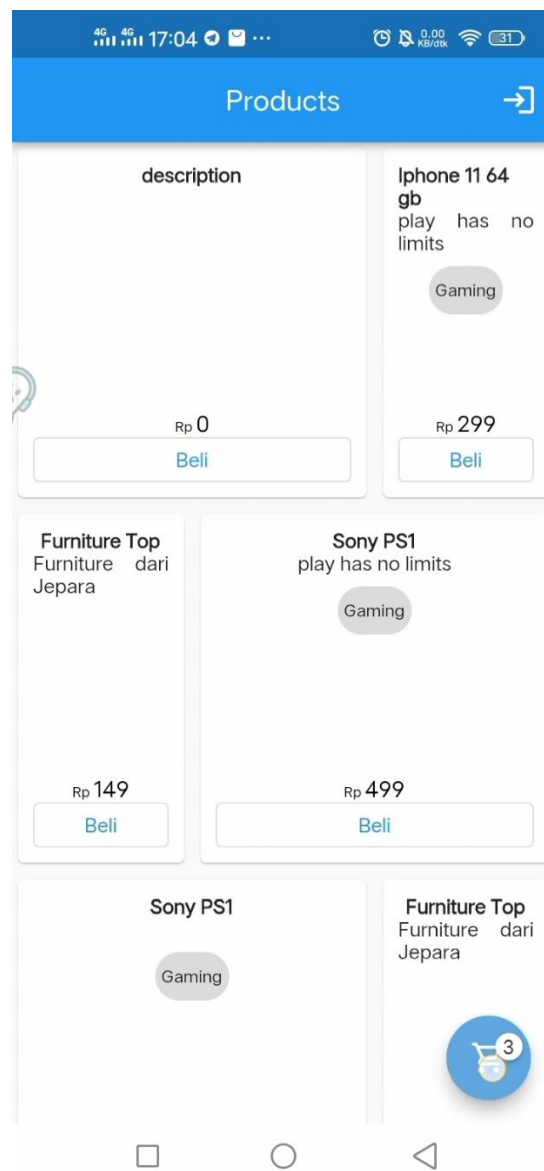 4G 4G 17:04 ... 0.00 KB/dtk 31
Products
description
Rp 0
Beli
Iphone 11 64
gb
play has no
limits
Gaming
Rp 299
Beli
Furniture Top
Furniture dari
Jepara
Rp 149
Beli
Sony PS1
play has no limits
Gaming
Rp 499
Beli
Sony PS1
Gaming
Furniture Top
Furniture dari
Jepara
3